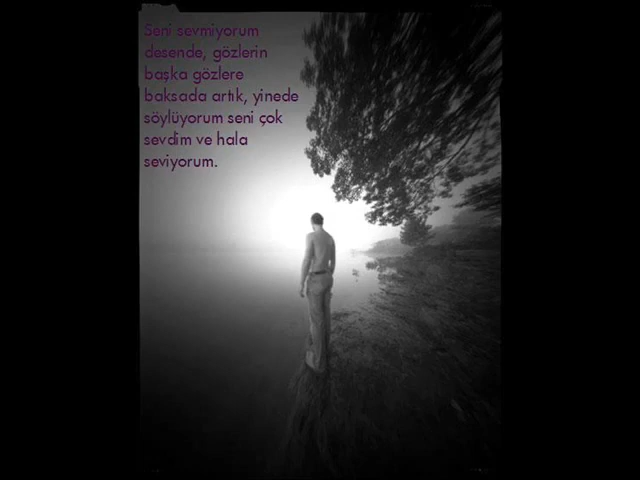 Seni sevmiyorum
desende, gözlerin
başka gözlere
baksada artık, yinede
söylüyorum seni çok
sevdim ve hala
seviyorum.